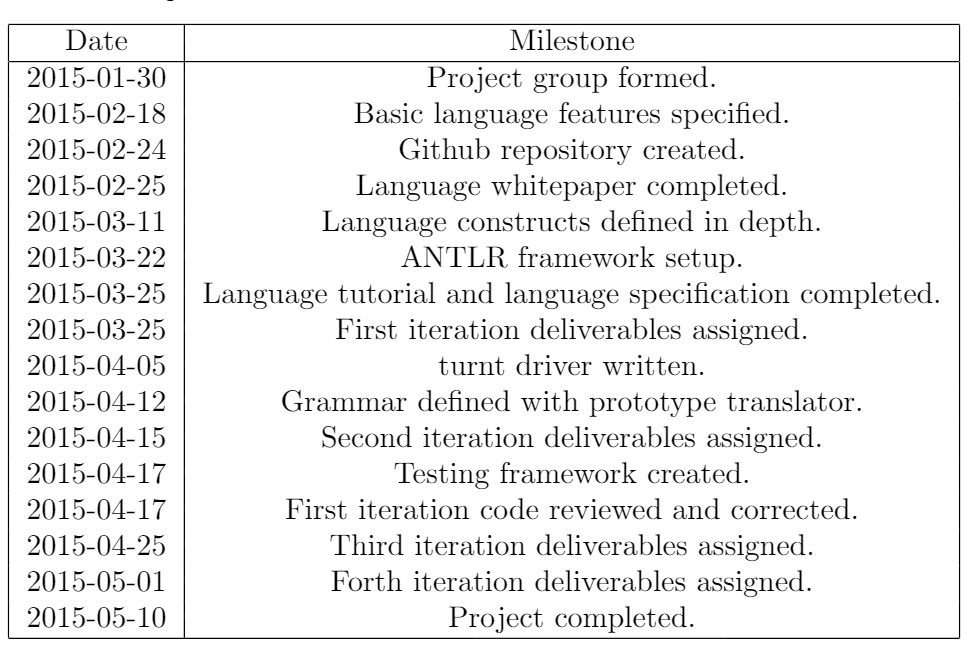 Date Milestone
2015-01-30 Project group formed.
2015-02-18 Basic language features specified.
2015-02-24 Github repository created.
2015-02-25 Language whitepaper completed.
2015-03-11 Language constructs defined in depth.
2015-03-22 ANTLR framework setup.
2015-03-25 Language tutorial and language specification completed.
2015-03-25 First iteration deliverables assigned.
2015-04-05 turnt driver written.
2015-04-12 Grammar defined with prototype translator.
2015-04-15 Second iteration deliverables assigned.
2015-04-17 Testing framework created.
2015-04-17 First iteration code reviewed and corrected.
2015-04-25 Third iteration deliverables assigned.
2015-05-01 Forth iteration deliverables assigned.
2015-05-10 Project completed.